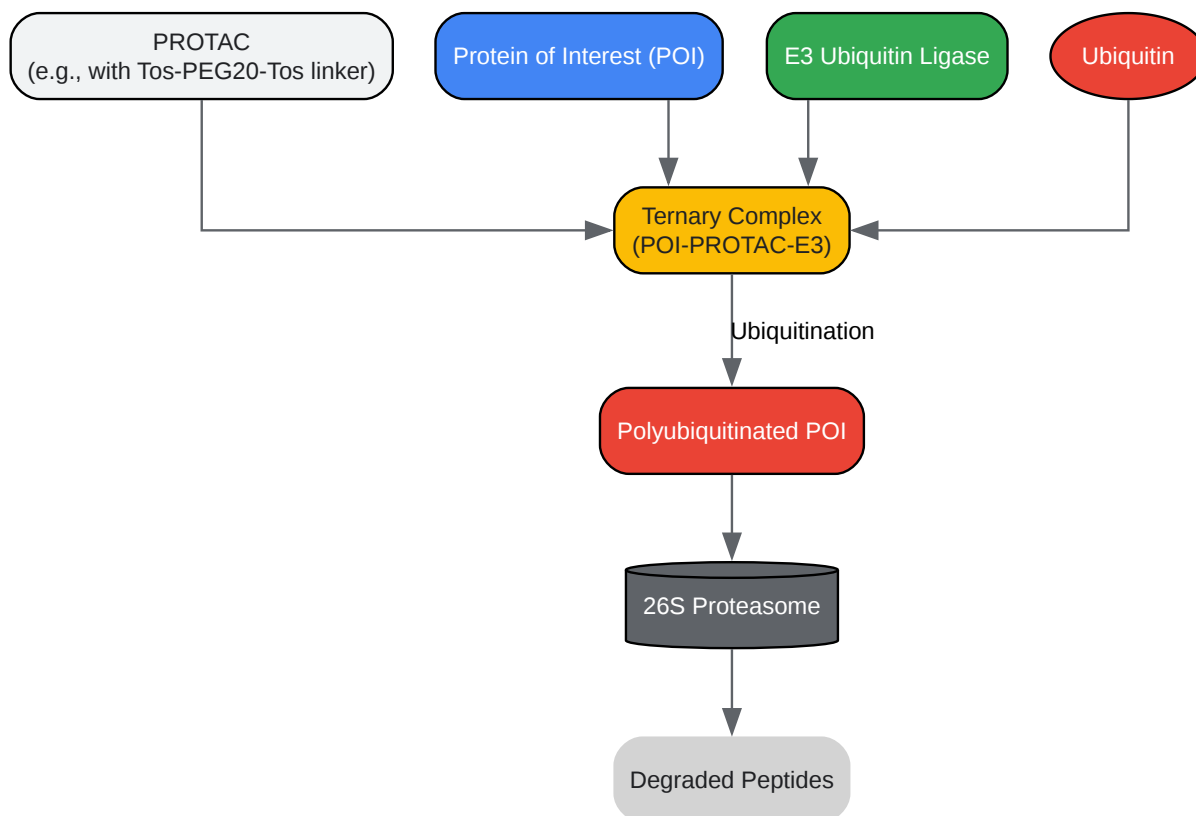 PROTAC
(e.g., with Tos-PEG20-Tos linker)
Protein of Interest (POI)
E3 Ubiquitin Ligase
Ubiquitin
Ternary Complex
(POI-PROTAC-E3)
Ubiquitination
Polyubiquitinated POI
26S Proteasome
Degraded Peptides